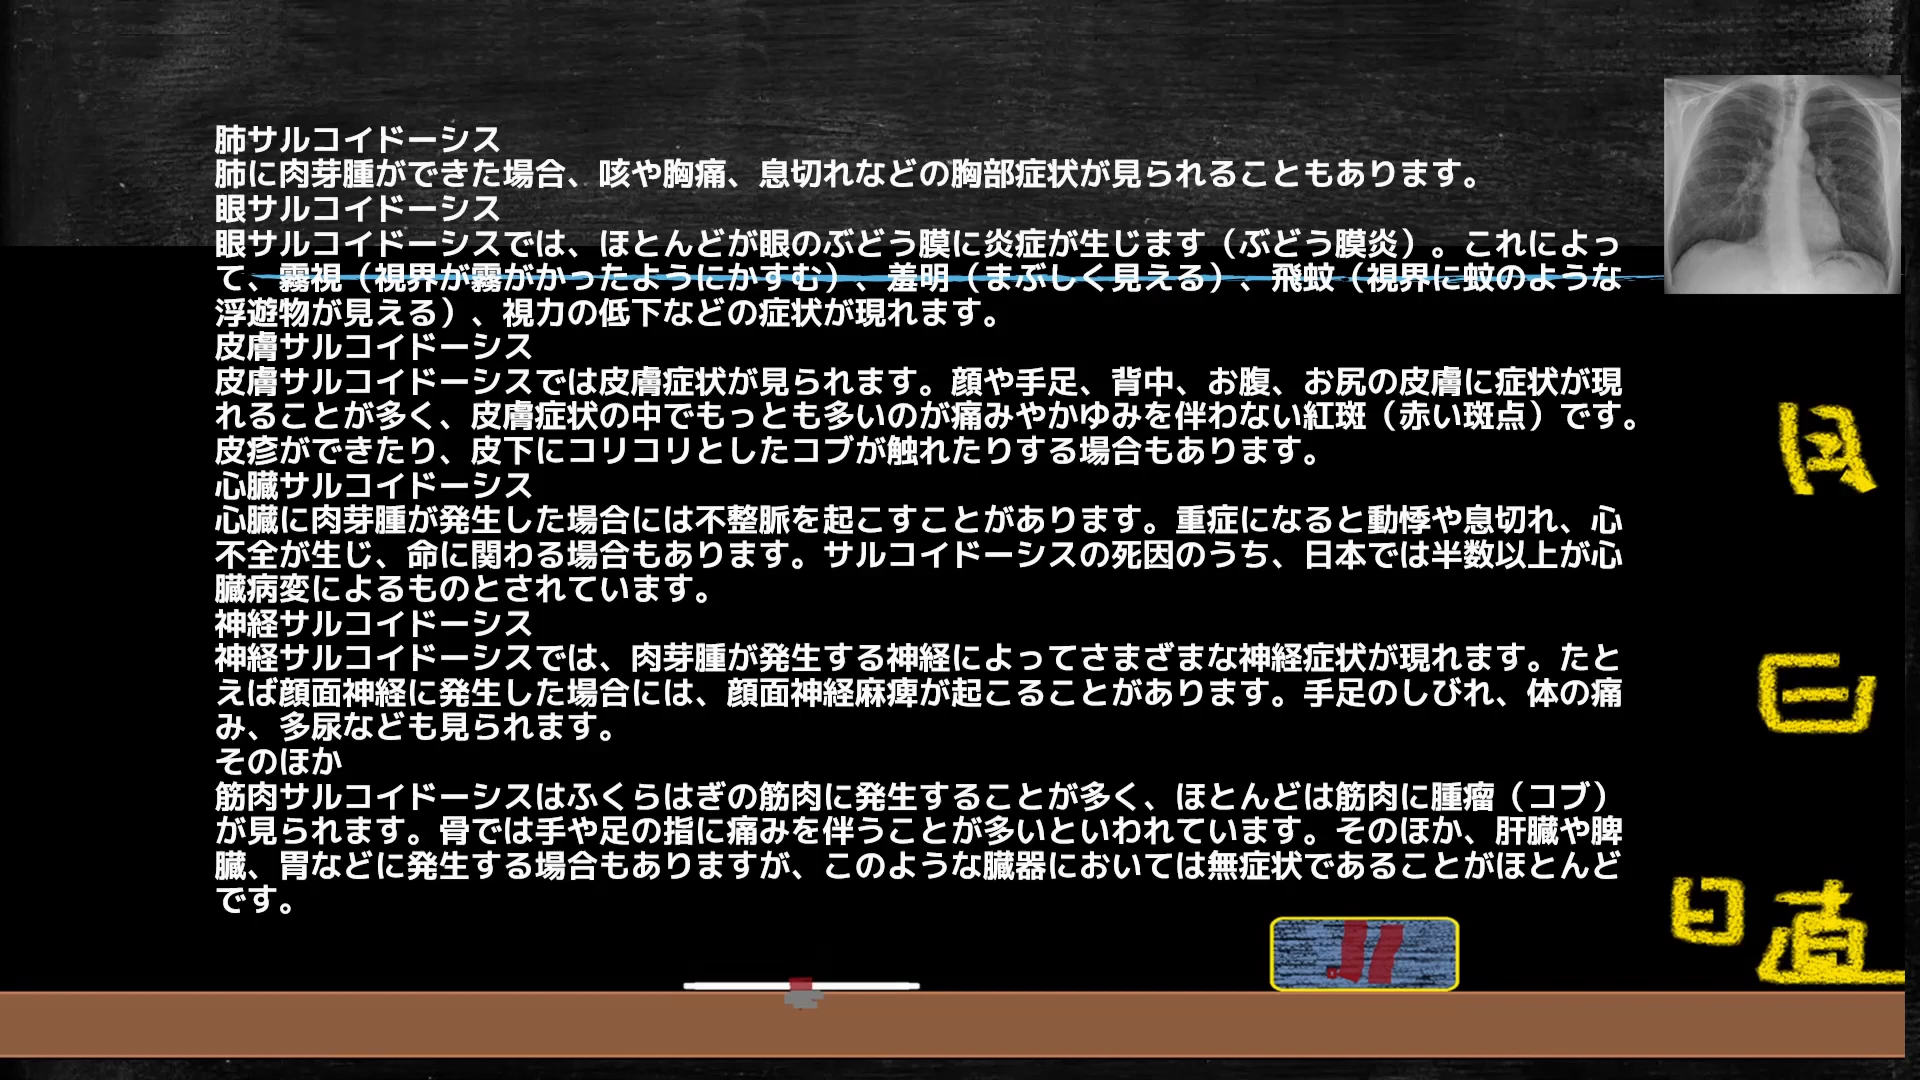 肺サルコイドーシス
肺に肉芽腫ができた場合、咳や胸痛、息切れなどの胸部症状が見られることもあります。
眼サルコイドーシス
眼サルコイドーシスでは、ほとんどが眼のぶどう膜に炎症が生じます（ぶどう膜炎）。これによっ
て、霧視（視界が霧がかったようにかすむ）、羞明（まぶしく見える）、飛蚊（視界に蚊のような
浮遊物が見える）、視力の低下などの症状が現れます。
皮膚サルコイドーシス
皮膚サルコイドーシスでは皮膚症状が見られます。顔や手足、背中、お腹、お尻の皮膚に症状が現
れることが多く、皮膚症状の中でもっとも多いのが痛みやかゆみを伴わない紅斑（赤い斑点）です。
皮疹ができたり、皮下にコリコリとしたコブが触れたりする場合もあります。
心臓サルコイドーシス
心臓に肉芽腫が発生した場合には不整脈を起こすことがあります。重症になると動悸や息切れ、心
不全が生じ、命に関わる場合もあります。サルコイドーシスの死因のうち、日本では半数以上が心
臓病変によるものとされています。
神経サルコイドーシス
神経サルコイドーシスでは、肉芽腫が発生する神経によってさまざまな神経症状が現れます。たと
えば顔面神経に発生した場合には、顔面神経麻痺が起こることがあります。手足のしびれ、体の痛
み、多尿なども見られます。
そのほか
筋肉サルコイドーシスはふくらはぎの筋肉に発生することが多く、ほとんどは筋肉に腫瘤（コブ）
が見られます。骨では手や足の指に痛みを伴うことが多いといわれています。そのほか、肝臓や脾
臓、胃などに発生する場合もありますが、このような臓器においては無症状であることがほとんど
です。
日直